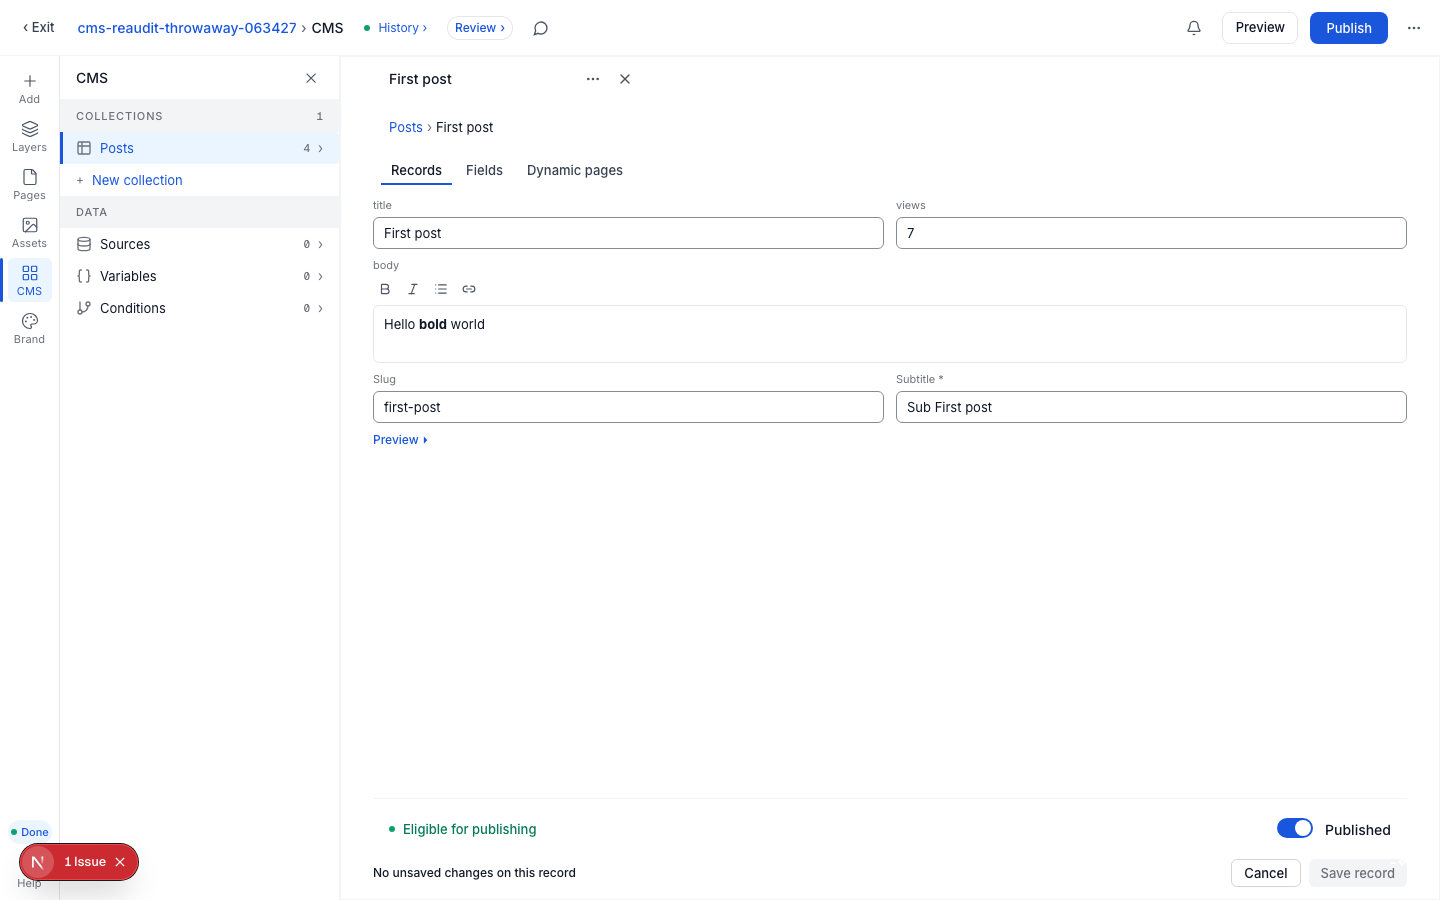 ‹ Exit cms-reaudit-throwaway-063427 › CMS History › Review › Preview Publish
Add
Layers
Pages
Assets
CMS
Brand
Done
1 Issue
Help
CMS
COLLECTIONS 1
Posts 4 ›
+ New collection
DATA
Sources 0 ›
Variables 0 ›
Conditions 0 ›
First post
Posts › First post
Records Fields Dynamic pages
title views
First post 7
body
Hello bold world
Slug Subtitle *
first-post Sub First post
Preview
Eligible for publishing Published
No unsaved changes on this record Cancel Save record